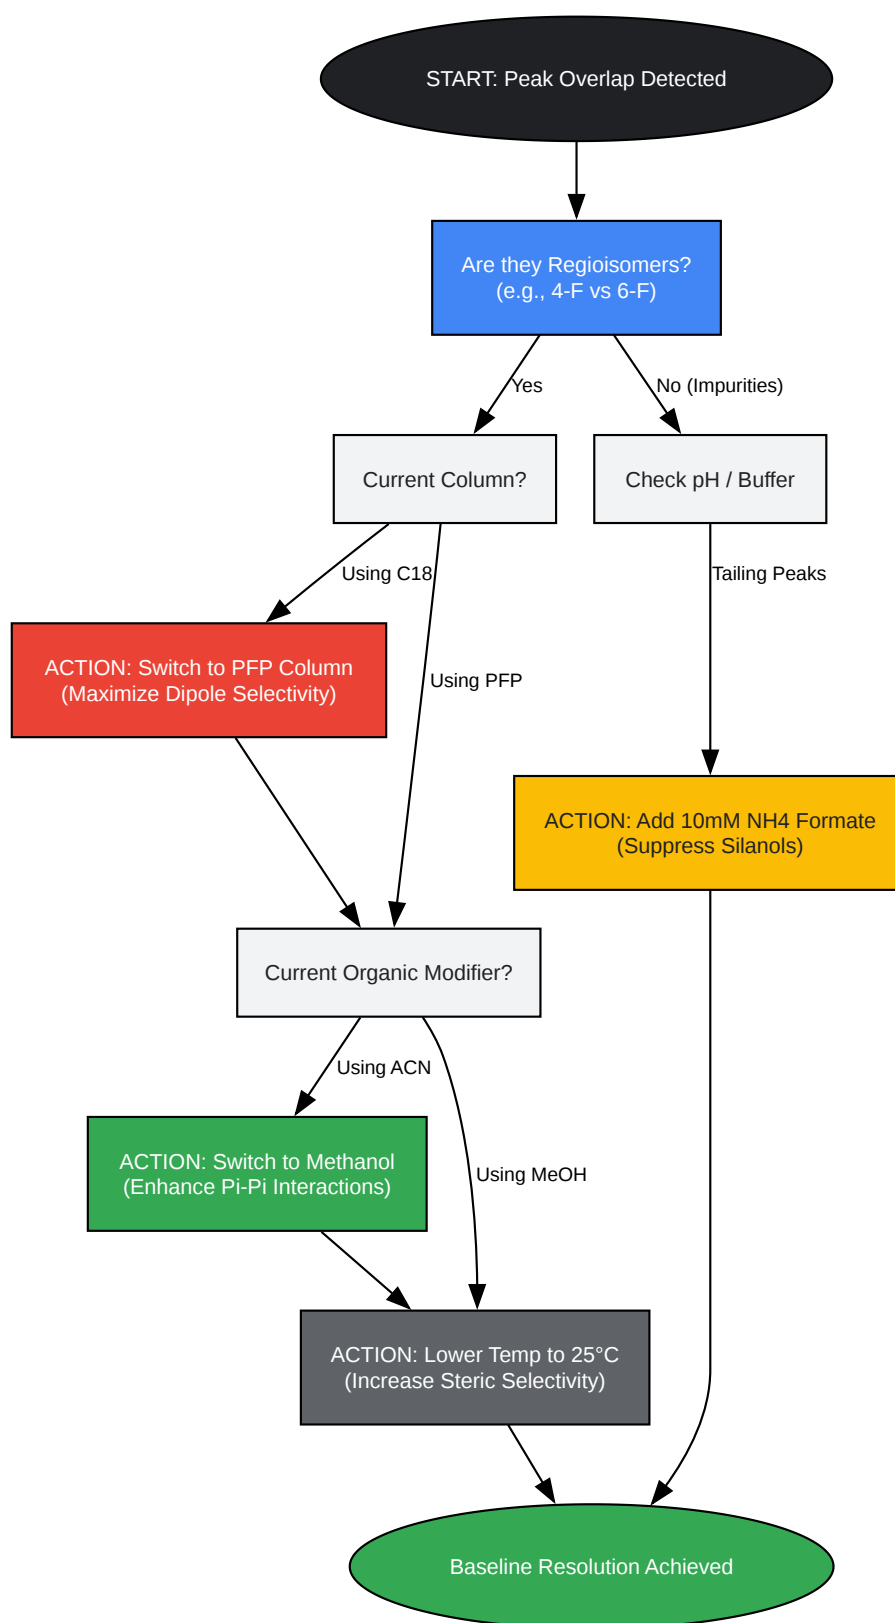 START: Peak Overlap Detected
Are they Regioisomers?
(e.g., 4-F vs 6-F)
Yes
No (Impurities)
Current Column?
Check pH / Buffer
Using C18
Tailing Peaks
ACTION: Switch to PFP Column
(Maximize Dipole Selectivity)
Using PFP
ACTION: Add 10mM NH4 Formate
(Suppress Silanols)
Current Organic Modifier?
Using ACN
ACTION: Switch to Methanol
(Enhance Pi-Pi Interactions)
Using MeOH
ACTION: Lower Temp to 25°C
(Increase Steric Selectivity)
Baseline Resolution Achieved